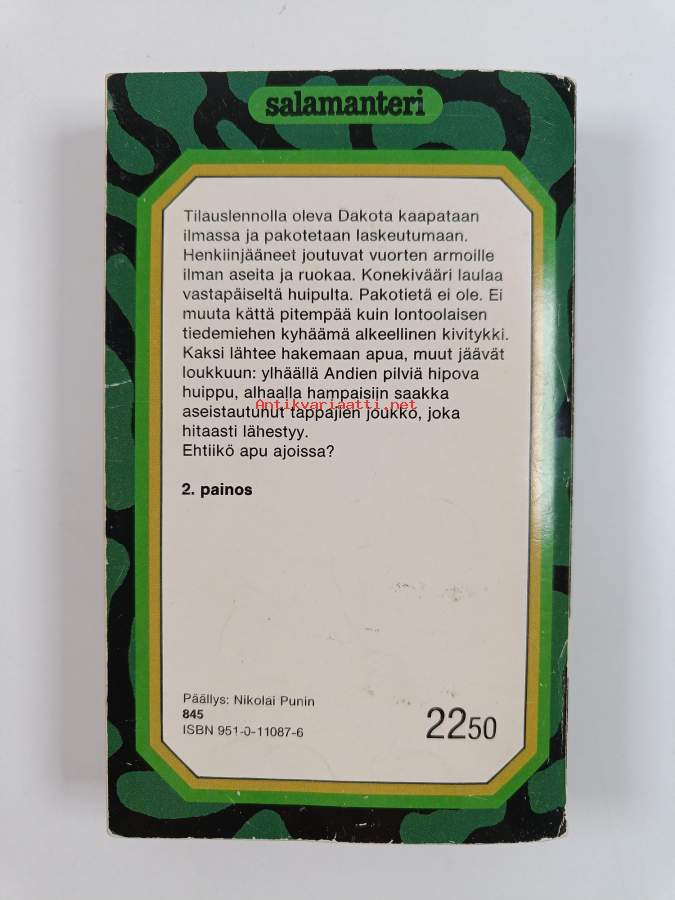 salamanteri
Tilauslennolla oleva Dakota kaapataan
ilmassa ja pakotetaan laskeutumaan.
Henkiinjääneet joutuvat vuorten armoille
ilman aseita ja ruokaa. Konekivääri laulaa
vastapäiseltä huipulta. Pakotietä ei ole. Ei
muuta kättä pitempää kuin lontoolaisen
tiedemiehen kyhäämä alkeellinen kivitykki.
Kaksi lähtee hakemaan apua, muut jäävät
loukkuun: ylhäällä Andien pilviä hipova
huippu, alhaalla hampaisiin saakka
Antikvariaatti.net
aseistautunut tappajien joukko, joka
hitaasti lähestyy.
Ehtiikö apu ajoissa?
2. painos
Päällys: Nikolai Punin
845
ISBN 951-0-11087-6
2250